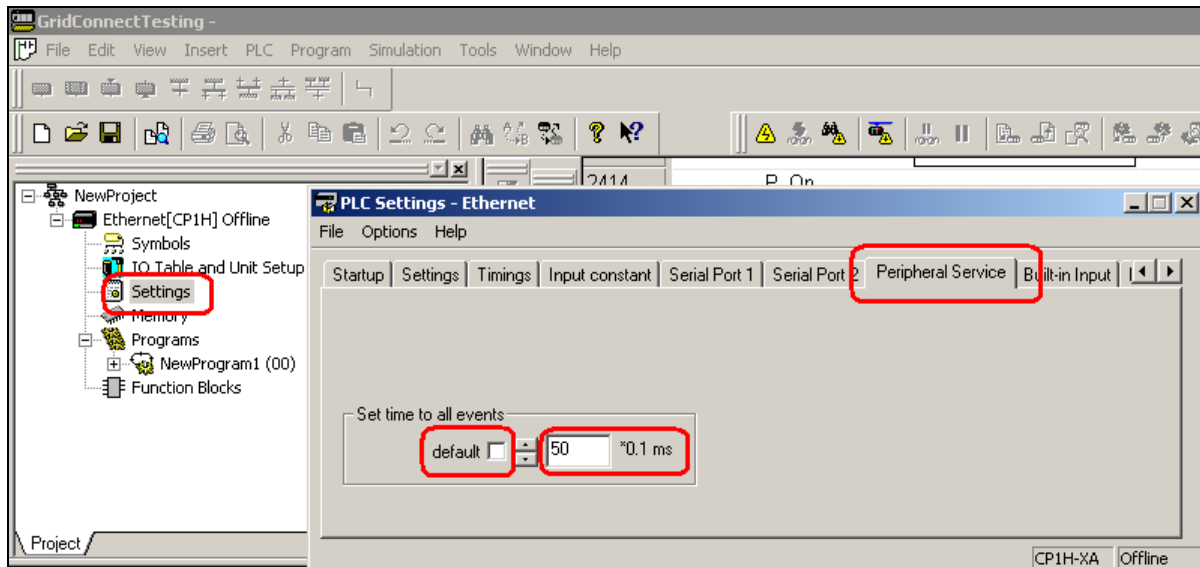 GridConnectTesting -
File Edit View Insert PLC Program Simulation Tools Window Help
2414
P_On
NewProject
Ethernet[CP1H] Offline
Symbols
IO Table and Unit Setup
Settings
Memory
Programs
NewProgram1 (00)
Function Blocks
Project
PLC Settings - Ethernet
File Options Help
Startup Settings Timings Input constant Serial Port 1 Serial Port 2 Peripheral Service Built-in Input
Set time to all events
default 50 *0.1 ms
CP1H-XA Offline